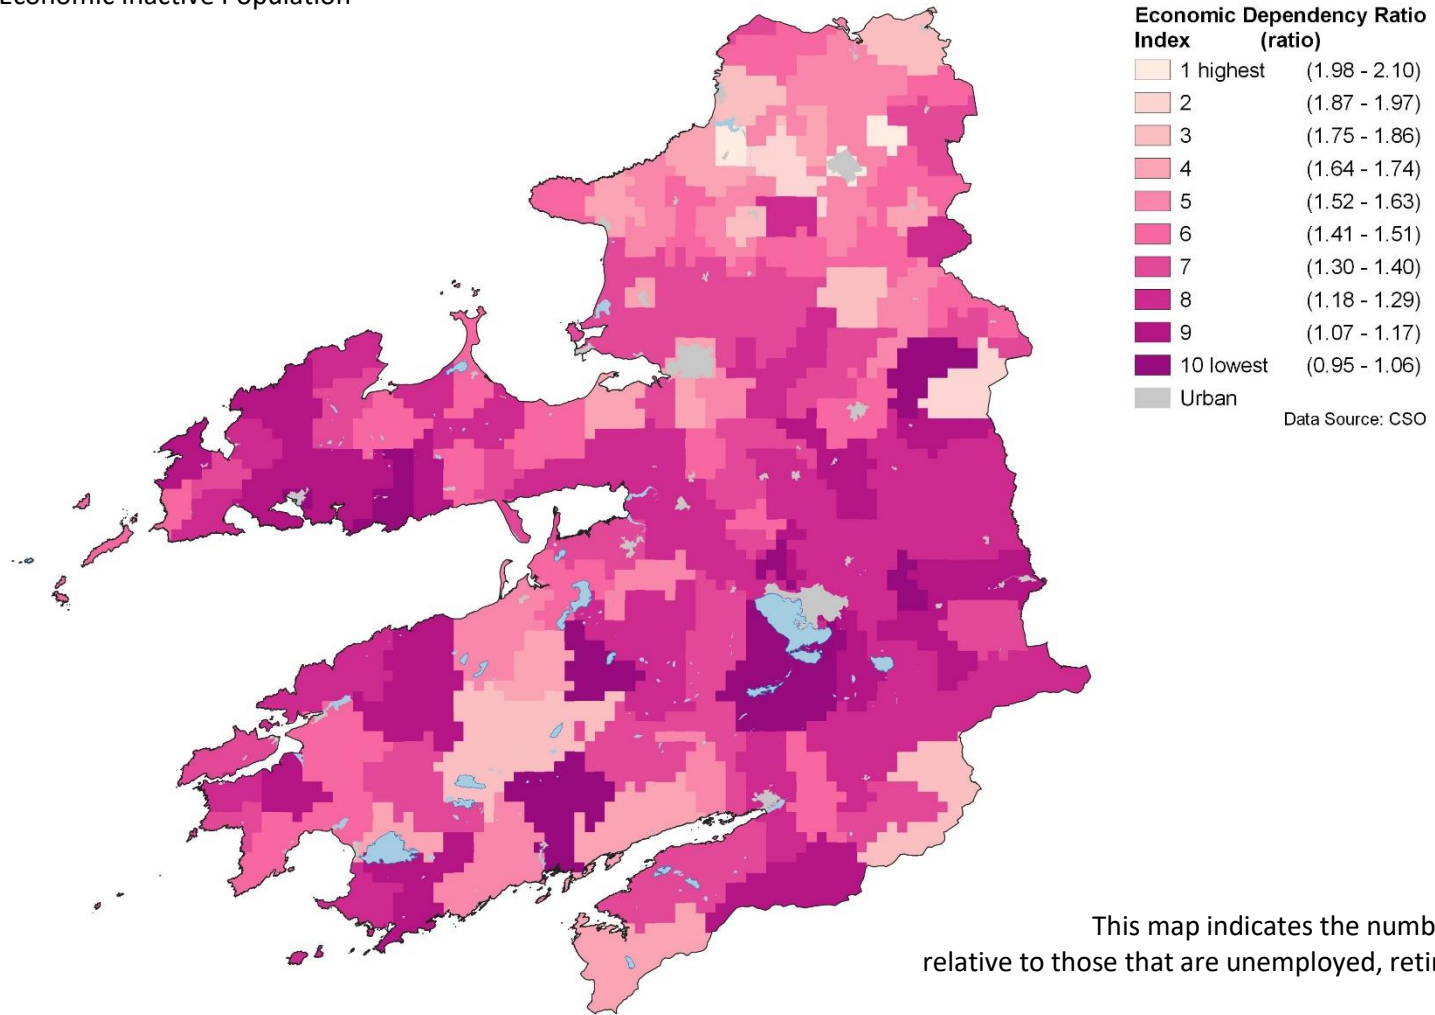 Economic Inactive Population
Economic Dependency Ratio
Index (ratio)
1 highest (1.98 - 2.10)
2 (1.87 - 1.97)
3 (1.75 - 1.86)
4 (1.64 - 1.74)
5 (1.52 - 1.63)
6 (1.41 - 1.51)
7 (1.30 - 1.40)
8 (1.18 - 1.29)
9 (1.07 - 1.17)
10 lowest (0.95 - 1.06)
Urban
Data Source: CSO
This map indicates the numb
relative to those that are unemployed, reti